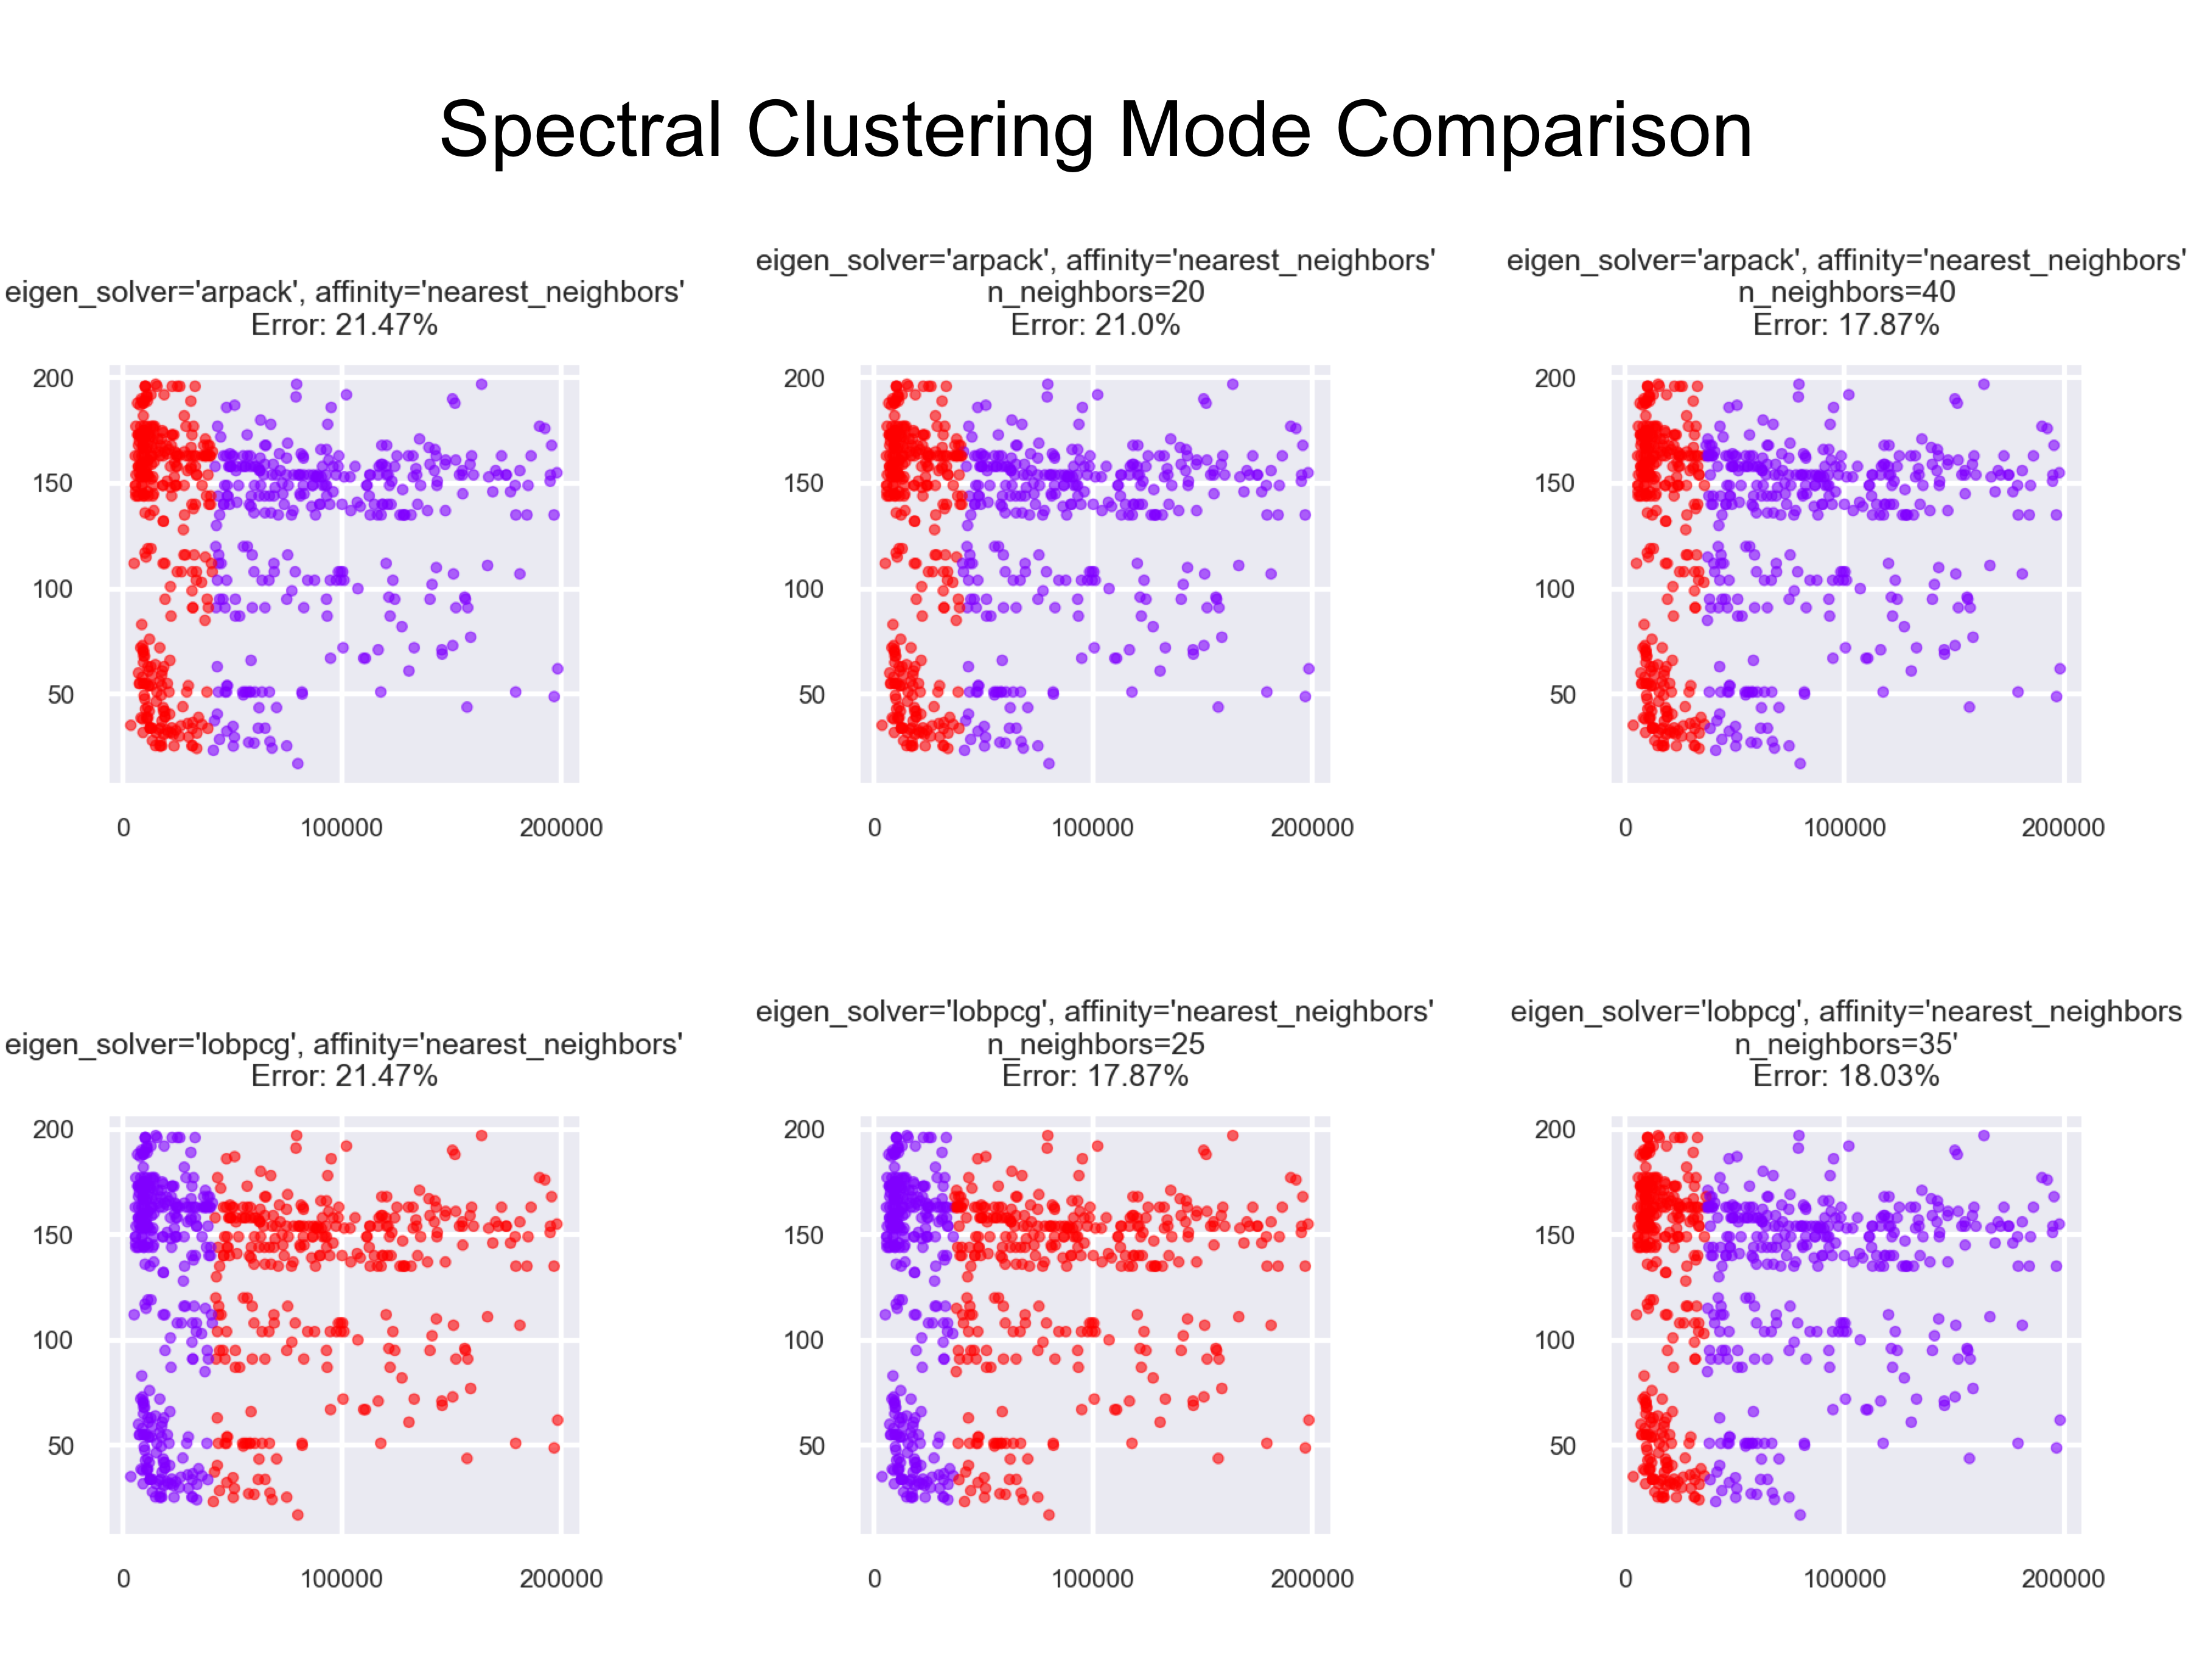 Spectral Clustering Mode Comparison
eigen_solver='arpack', affinity='nearest_neighbors'
Error: 21.47%
200
150
100
50
0 100000 200000
eigen_solver='arpack', affinity='nearest_neighbors'
n_neighbors=20
Error: 21.0%
200
150
100
50
0 100000 200000
eigen_solver='arpack', affinity='nearest_neighbors'
n_neighbors=40
Error: 17.87%
200
150
100
50
0 100000 200000
eigen_solver='lobpcg', affinity='nearest_neighbors'
Error: 21.47%
200
150
100
50
0 100000 200000
eigen_solver='lobpcg', affinity='nearest_neighbors'
n_neighbors=25
Error: 17.87%
200
150
100
50
0 100000 200000
eigen_solver='lobpcg', affinity='nearest_neighbors
n_neighbors=35'
Error: 18.03%
200
150
100
50
0 100000 200000